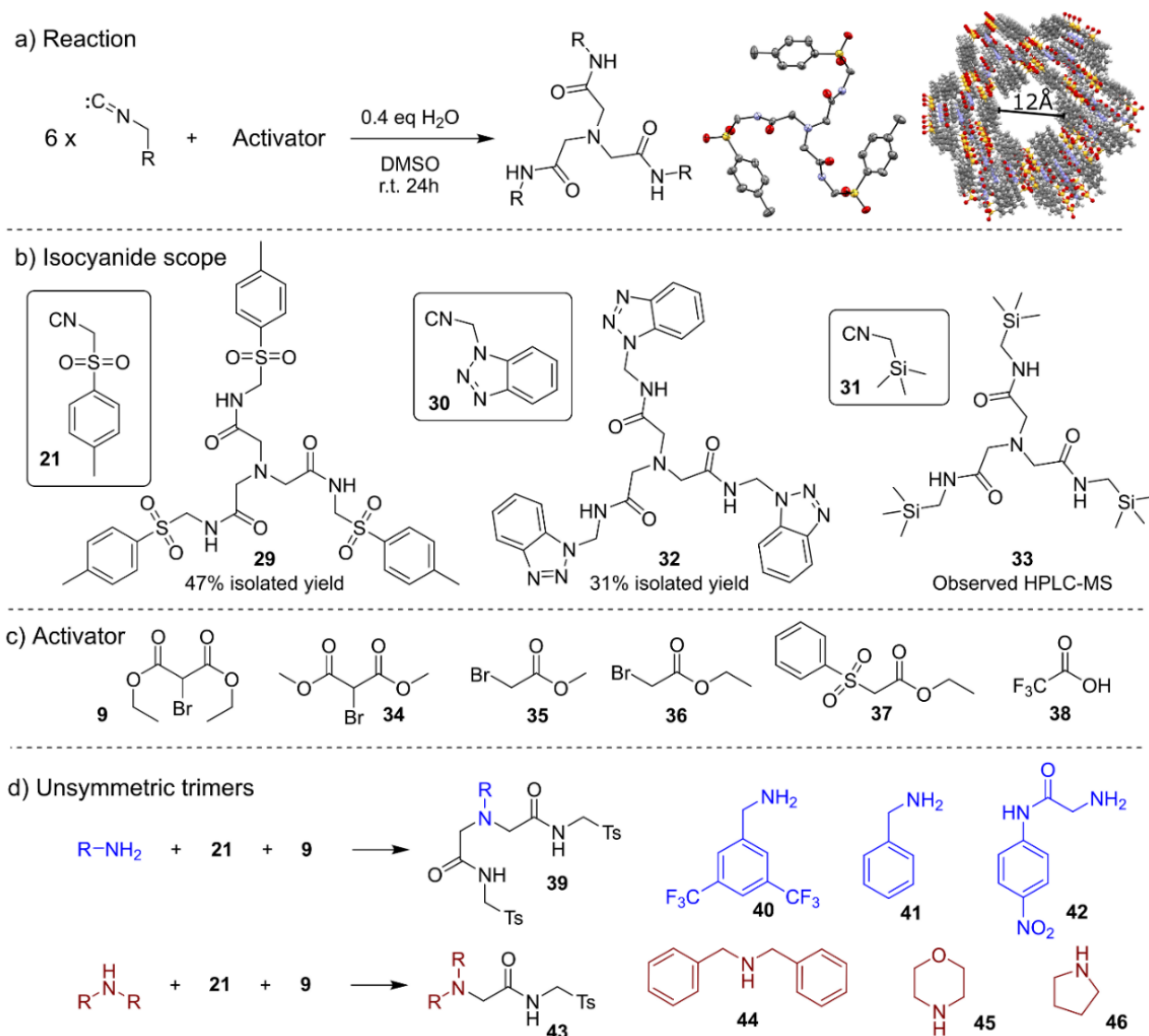 a) Reaction
:C
N
R
6 x
+
Activator
0.4 eq H₂O
DMSO
r.t. 24h
R
NH
O
N
HN
R
O
O
NH
R
12Å
b) Isocyanide scope
CN
O
S
O
21
HN
O
N
O
NH
O
S
O
29
47% isolated yield
CN
N
N
N
30
N
N
N
NH
O
N
O
NH
N
N
N
HN
O
N
N
N
32
31% isolated yield
CN
Si
31
Si
NH
O
N
O
NH
Si
HN
O
Si
33
Observed HPLC-MS
c) Activator
O
O
O
O
Br
9
O
O
O
O
Br
34
Br
O
O
35
Br
O
O
36
O
S
O
O
O
37
O
F₃C
OH
38
d) Unsymmetric trimers
R–NH₂ + 21 + 9
R
N
O
N
H
Ts
O
NH
Ts
39
NH₂
F₃C
CF₃
40
NH₂
41
O
HN
NH₂
NO₂
42
H
N
R
R
+ 21 + 9
R
R
N
O
N
H
Ts
43
N
H
44
O
N
H
45
H
N
46